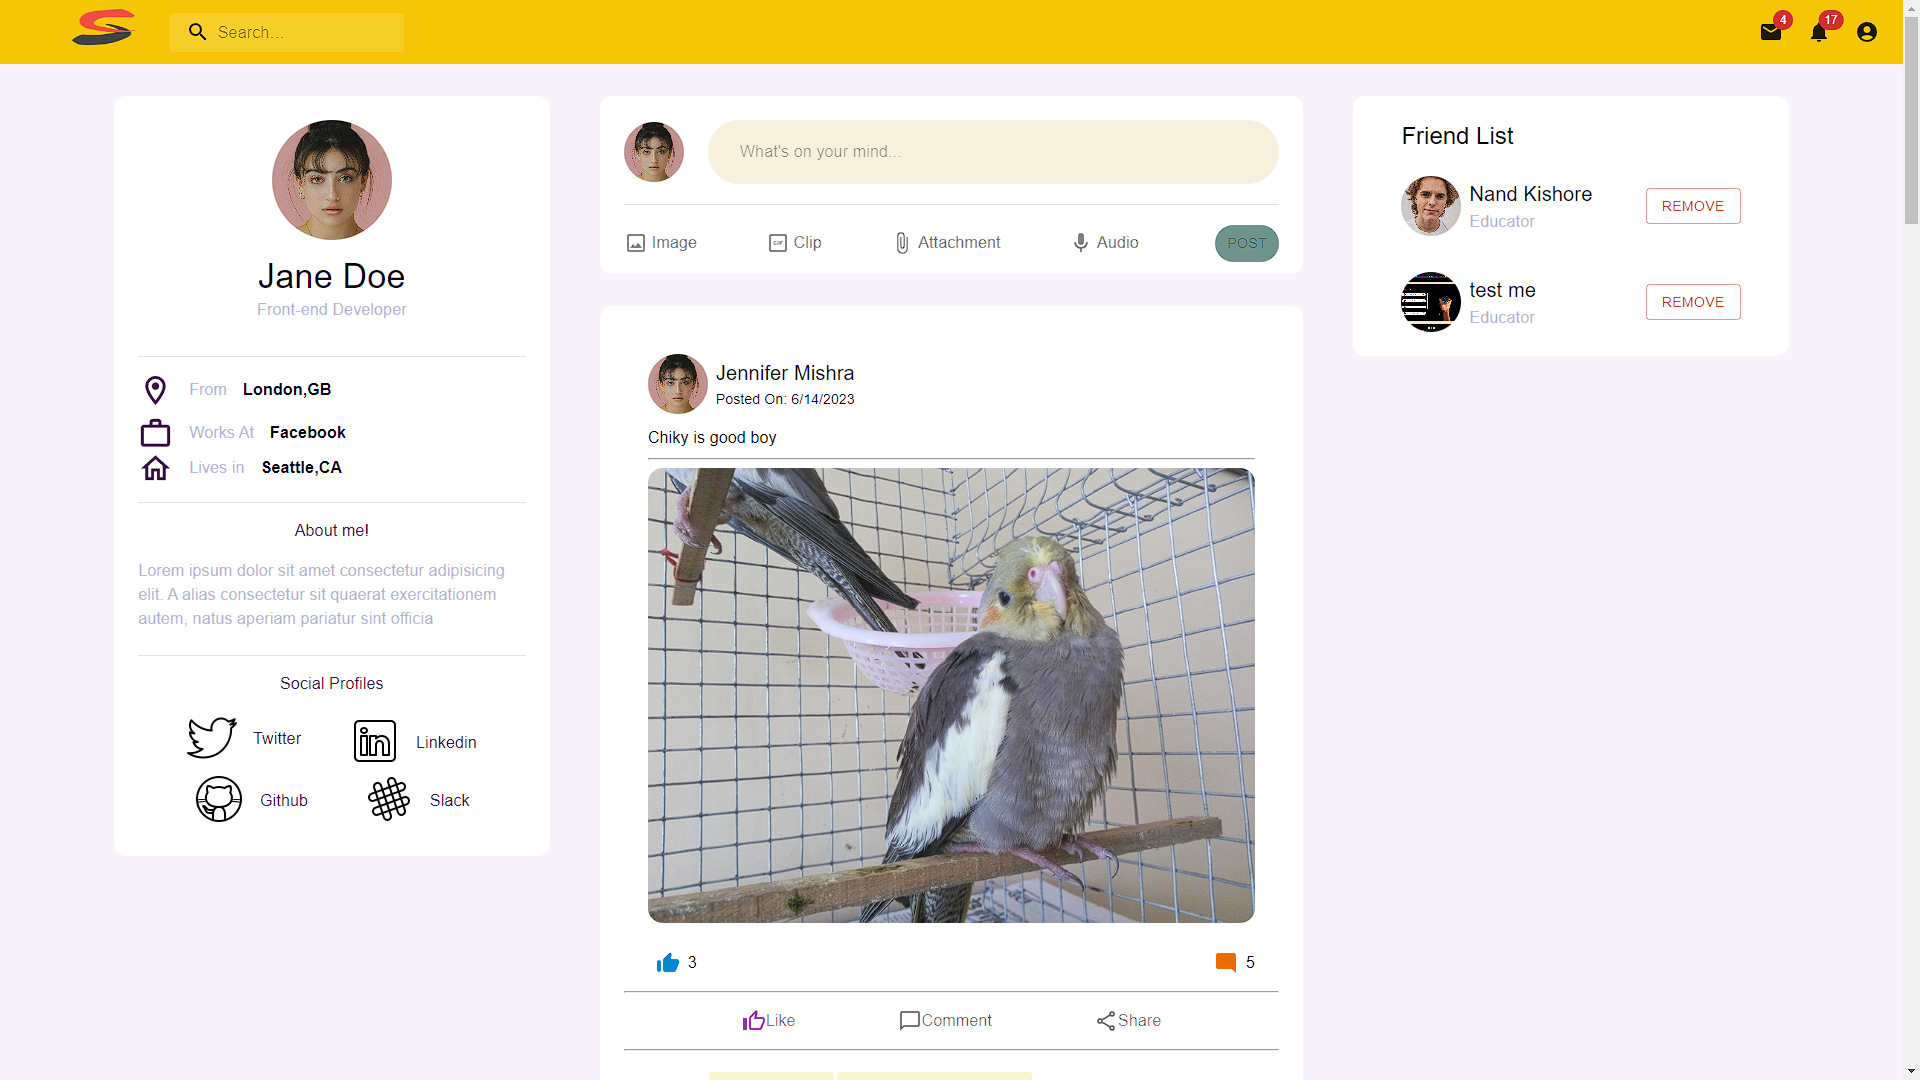 Search…
4
17
Jane Doe
Front-end Developer
From London,GB
Works At Facebook
Lives in Seattle,CA
About me!
Lorem ipsum dolor sit amet consectetur adipisicing
elit. A alias consectetur sit quaerat exercitationem
autem, natus aperiam pariatur sint officia
Social Profiles
Twitter
Linkedin
Github
Slack
What's on your mind...
Image
GIF
Clip
Attachment
Audio
POST
Jennifer Mishra
Posted On: 6/14/2023
Chiky is good boy
3
5
Like
Comment
Share
Friend List
Nand Kishore
Educator
REMOVE
test me
Educator
REMOVE